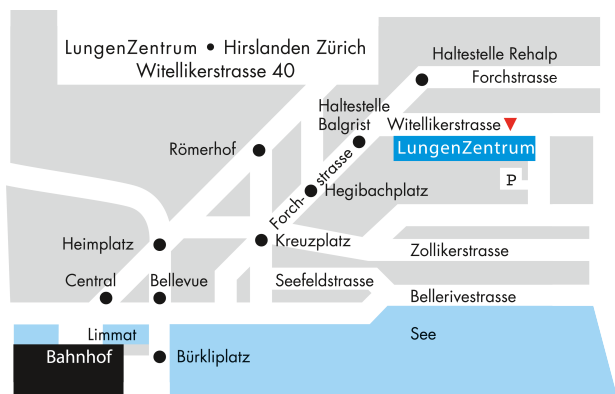 LungenZentrum • Hirslanden Zürich
Witellikerstrasse 40
Haltestelle Rehalp
Forchstrasse
Haltestelle
Balgrist
Witellikerstrasse
LungenZentrum
Römerhof
P
Forch-
strasse
Hegibachplatz
Heimplatz
Kreuzplatz
Zollikerstrasse
Central
Bellevue
Seefeldstrasse
Bellerivestrasse
Limmat
See
Bahnhof
Bürkliplatz